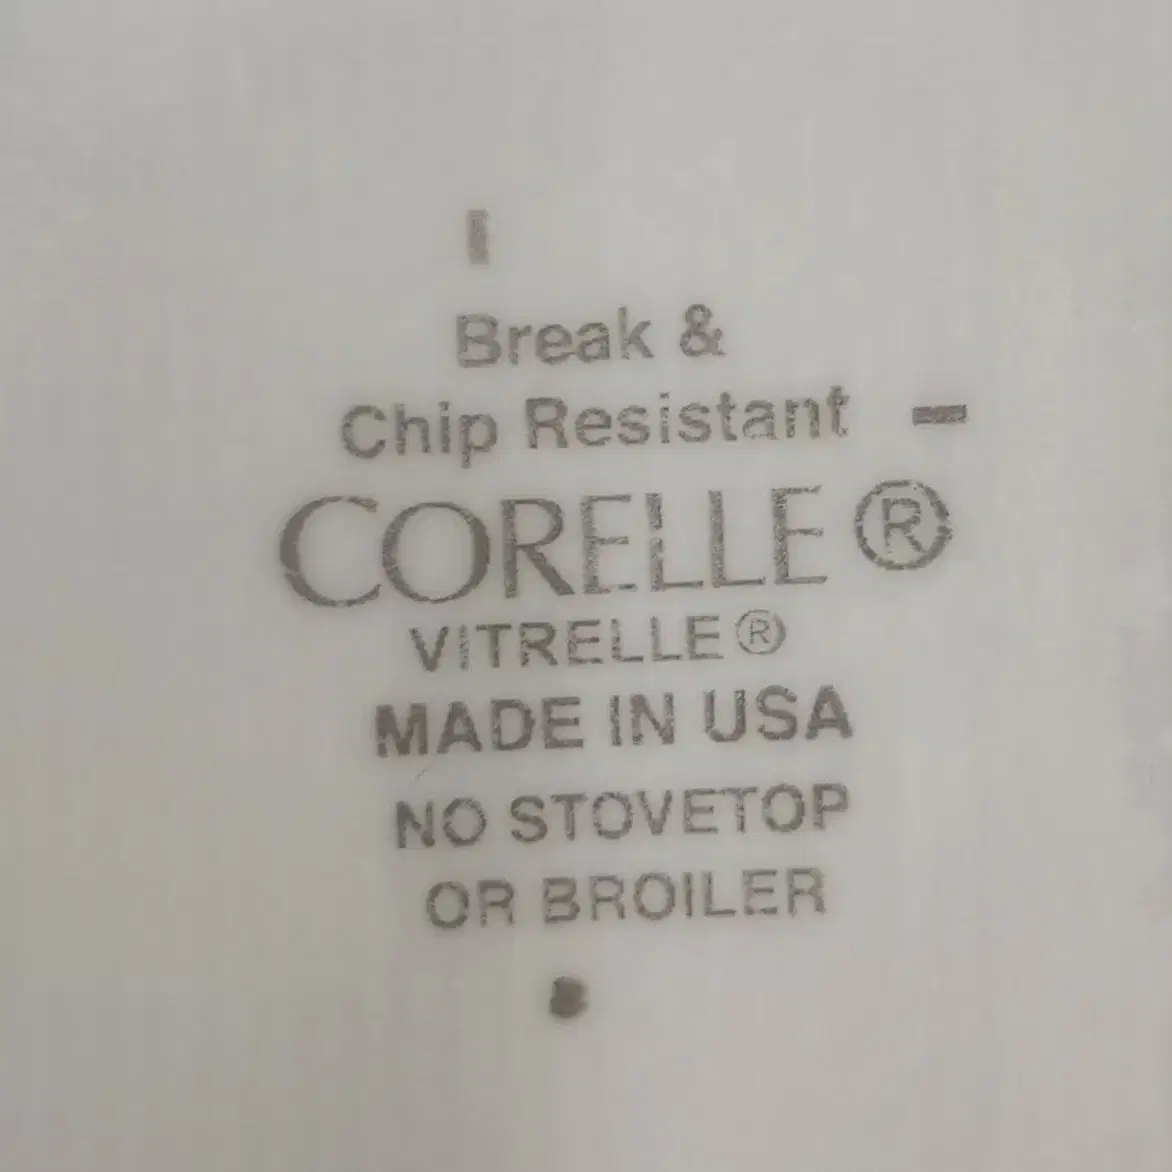 Break &
Chip Resistant
CORELLE ®
VITRELLE®
MADE IN USA
NO STOVETOP
OR BROILER